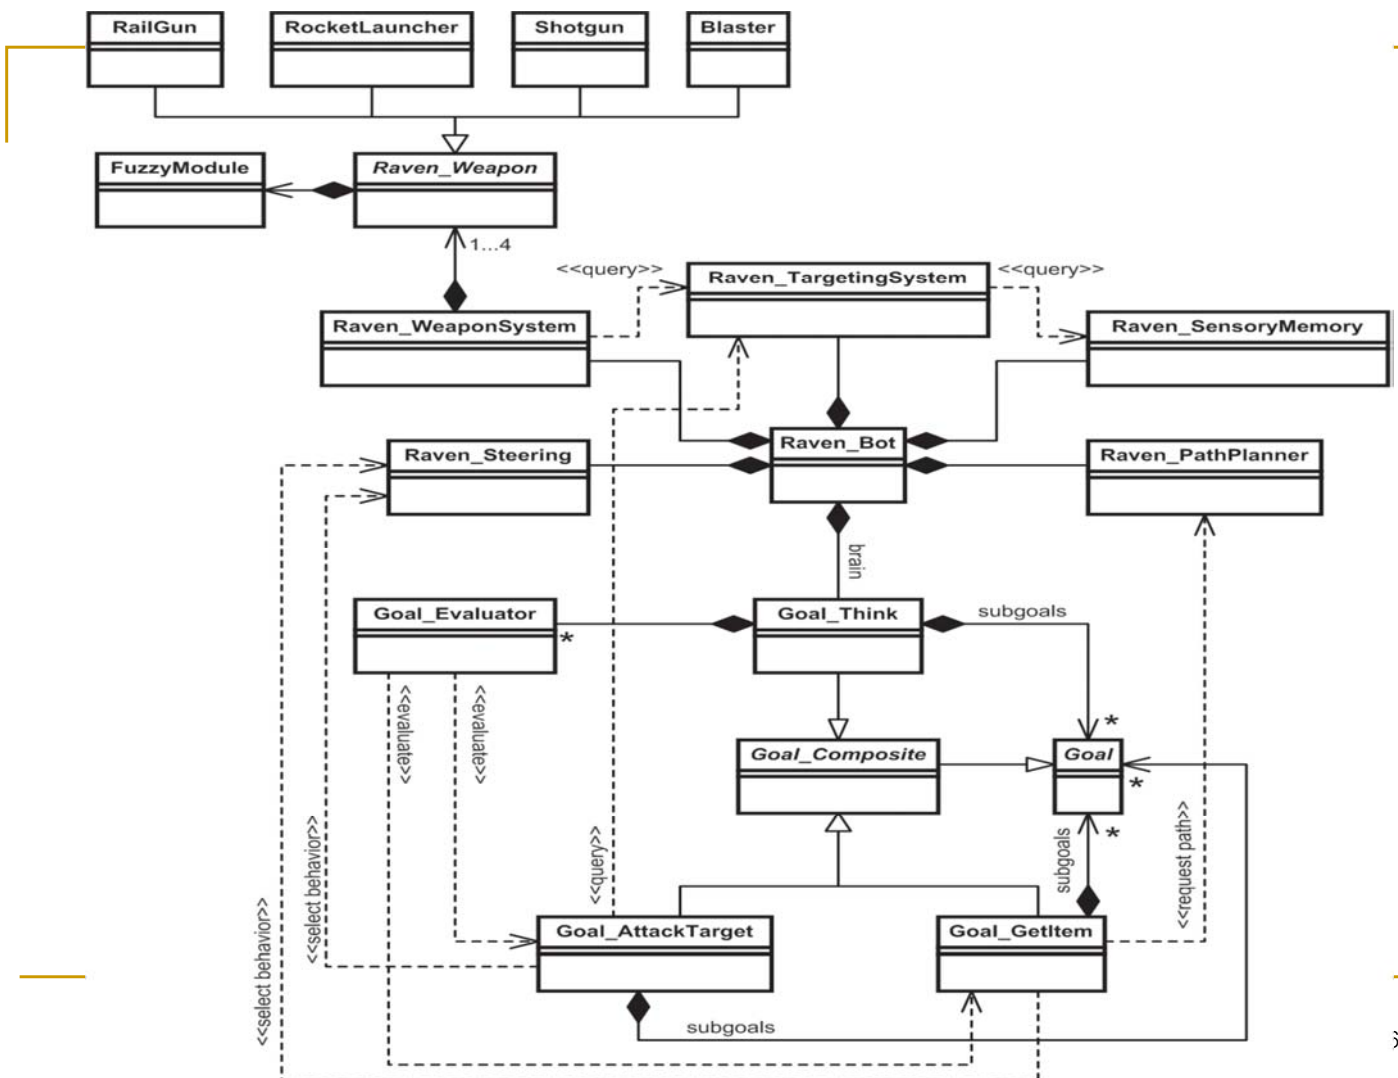 RailGun
RocketLauncher
Shotgun
Blaster
FuzzyModule
Raven_Weapon
1...4
<<query>>
Raven_TargetingSystem
<<query>>
Raven_WeaponSystem
Raven_SensoryMemory
Raven_Steering
Raven_Bot
Raven_PathPlanner
brain
Goal_Evaluator
*
Goal_Think
subgoals
<<evaluate>>
<<evaluate>>
*
Goal_Composite
Goal
*
*
subgoals
<<request path>>
<<select behavior>>
<<select behavior>>
<<query>>
Goal_AttackTarget
Goal_GetItem
subgoals